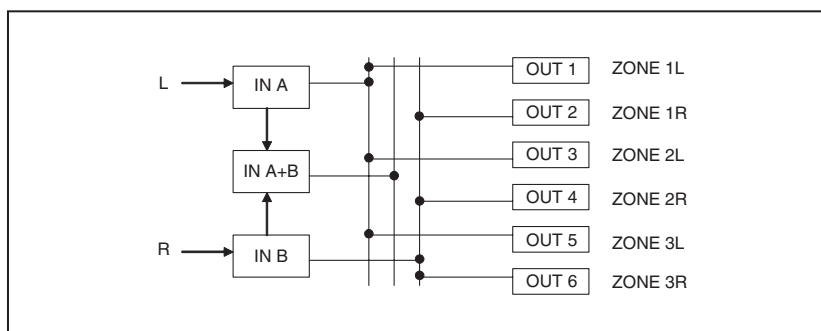 L
IN A
OUT 1
ZONE 1L
OUT 2
ZONE 1R
IN A+B
OUT 3
ZONE 2L
OUT 4
ZONE 2R
R
IN B
OUT 5
ZONE 3L
OUT 6
ZONE 3R